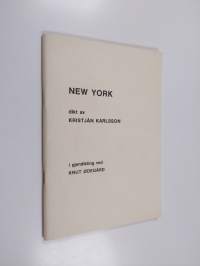 NEW YORK
dikt av
KRISTJÁN KARLSSON
i gjendikting ved
KNUT ØDEGÅRD